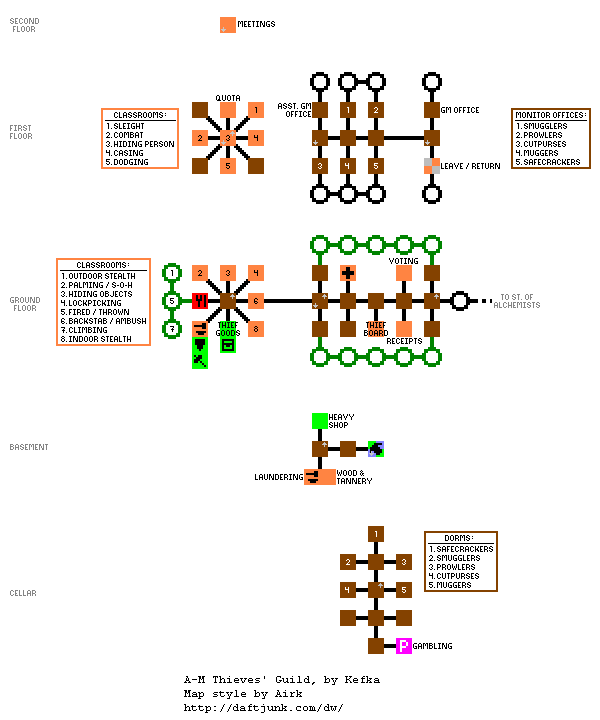 SECOND
FLOOR
MEETINGS
QUOTA
CLASSROOMS:
1. SLEIGHT
2. COMBAT
3. HIDING PERSON
4. CASING
5. DODGING
1
2 3 4
5
FIRST
FLOOR
ASST. GM
OFFICE
1 2
GM OFFICE
3 4 5
LEAVE / RETURN
MONITOR OFFICES:
1. SMUGGLERS
2. PROWLERS
3. CUTPURSES
4. MUGGERS
5. SAFECRACKERS
CLASSROOMS:
1. OUTDOOR STEALTH
2. PALMING / S-O-H
3. HIDING OBJECTS
4. LOCKPICKING
5. FIRED / THROWN
6. BACKSTAB / AMBUSH
7. CLIMBING
8. INDOOR STEALTH
GROUND
FLOOR
1 2 3 4
5 6
7 8
THIEF
GOODS
VOTING
THIEF
BOARD
RECEIPTS
TO ST. OF
ALCHEMISTS
HEAVY
SHOP
BASEMENT
LAUNDERING
WOOD &
TANNERY
1
2 3
4 5
DORMS:
1. SAFECRACKERS
2. SMUGGLERS
3. PROWLERS
4. CUTPURSES
5. MUGGERS
CELLAR
P GAMBLING
A-M Thieves' Guild, by Kefka
Map style by Airk
http://daftjunk.com/dw/